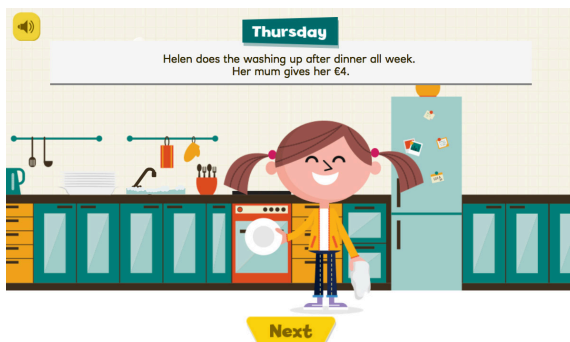 Thursday
Helen does the washing up after dinner all week.
Her mum gives her €4.
Next